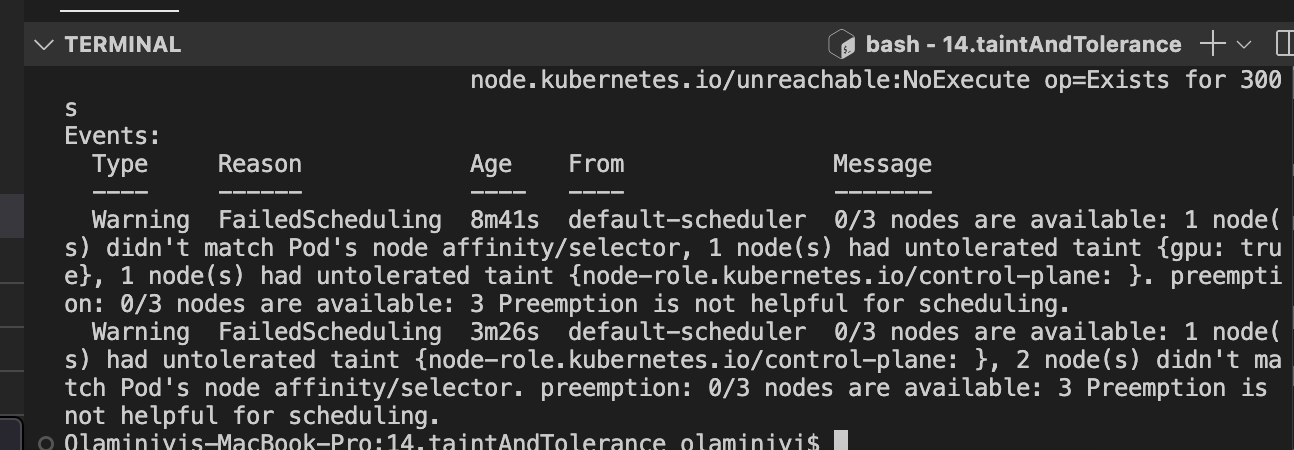 TERMINAL
bash - 14.taintAndTolerance
node.kubernetes.io/unreachable:NoExecute op=Exists for 300
s
Events:
Type Reason Age From Message
---- ------ ---- ---- -------
Warning FailedScheduling 8m41s default-scheduler 0/3 nodes are available: 1 node(
s) didn't match Pod's node affinity/selector, 1 node(s) had untolerated taint {gpu: tru
e}, 1 node(s) had untolerated taint {node-role.kubernetes.io/control-plane: }. preempti
on: 0/3 nodes are available: 3 Preemption is not helpful for scheduling.
Warning FailedScheduling 3m26s default-scheduler 0/3 nodes are available: 1 node(
s) had untolerated taint {node-role.kubernetes.io/control-plane: }, 2 node(s) didn't ma
tch Pod's node affinity/selector. preemption: 0/3 nodes are available: 3 Preemption is
not helpful for scheduling.
Olaminiyis-MacBook-Pro:14.taintAndTolerance olaminiyi$